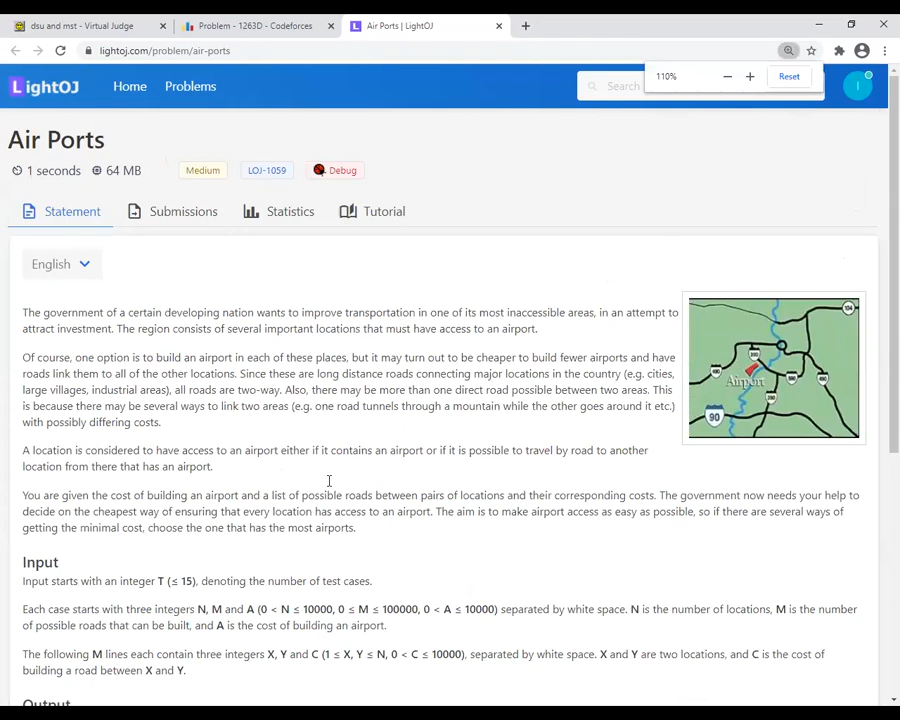 dsu and mst - Virtual Judge
Problem - 1263D - Codeforces
Air Ports | LightOJ
lightoj.com/problem/air-ports
110%
Reset
LightOJ
Home
Problems
Search
I
Air Ports
1 seconds
64 MB
Medium
LOJ-1059
Debug
Statement
Submissions
Statistics
Tutorial
English
The government of a certain developing nation wants to improve transportation in one of its most inaccessible areas, in an attempt to
attract investment. The region consists of several important locations that must have access to an airport.
Of course, one option is to build an airport in each of these places, but it may turn out to be cheaper to build fewer airports and have
roads link them to all of the other locations. Since these are long distance roads connecting major locations in the country (e.g. cities,
large villages, industrial areas), all roads are two-way. Also, there may be more than one direct road possible between two areas. This
is because there may be several ways to link two areas (e.g. one road tunnels through a mountain while the other goes around it etc.)
with possibly differing costs.
A location is considered to have access to an airport either if it contains an airport or if it is possible to travel by road to another
location from there that has an airport.
Airport
90
You are given the cost of building an airport and a list of possible roads between pairs of locations and their corresponding costs. The government now needs your help to
decide on the cheapest way of ensuring that every location has access to an airport. The aim is to make airport access as easy as possible, so if there are several ways of
getting the minimal cost, choose the one that has the most airports.
Input
Input starts with an integer T (≤ 15), denoting the number of test cases.
Each case starts with three integers N, M and A (0 < N ≤ 10000, 0 ≤ M ≤ 100000, 0 < A ≤ 10000) separated by white space. N is the number of locations, M is the number
of possible roads that can be built, and A is the cost of building an airport.
The following M lines each contain three integers X, Y and C (1 ≤ X, Y ≤ N, 0 < C ≤ 10000), separated by white space. X and Y are two locations, and C is the cost of
building a road between X and Y.
Output